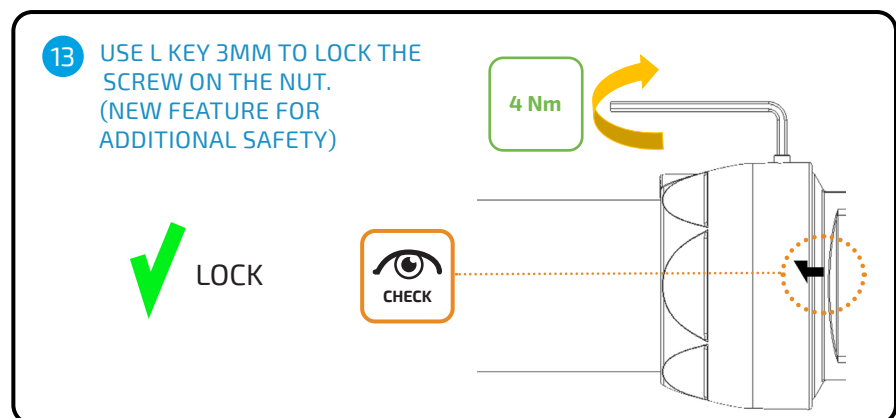 13
USE L KEY 3MM TO LOCK THE
SCREW ON THE NUT.
(NEW FEATURE FOR
ADDITIONAL SAFETY)
4 Nm
LOCK
CHECK